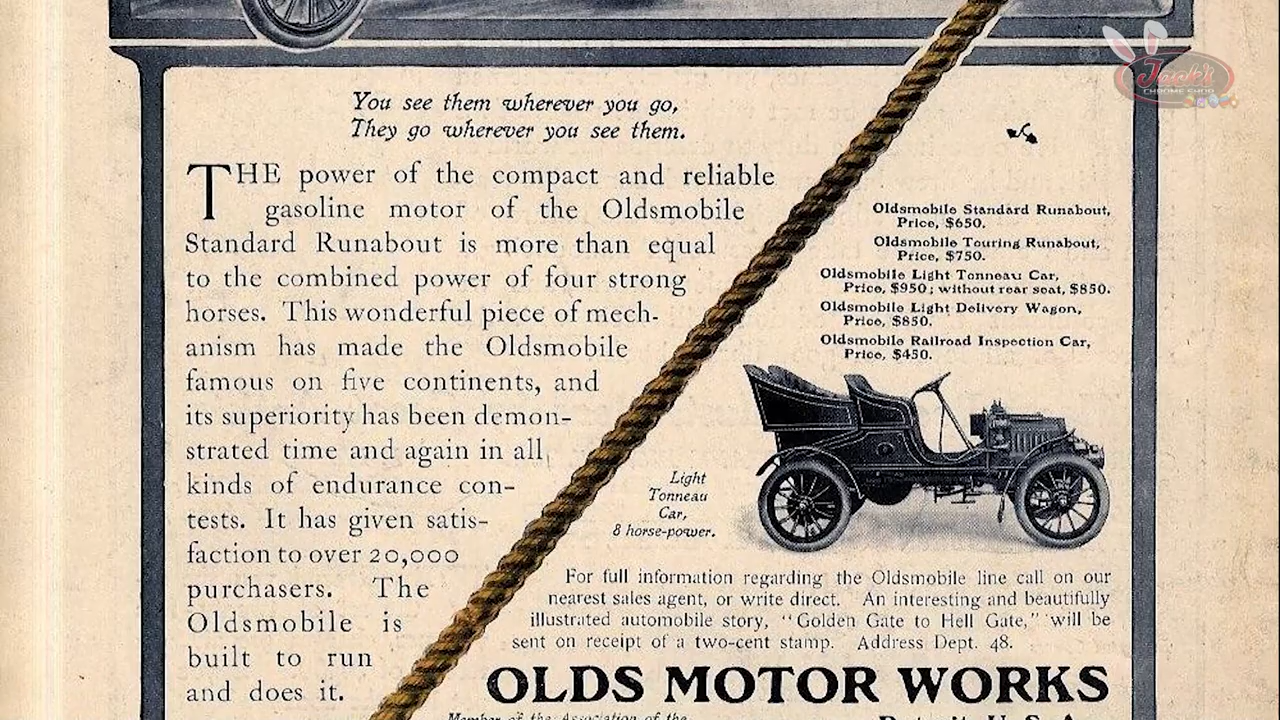 Jack's
CHROME SHOP
You see them wherever you go,
They go wherever you see them.
THE power of the compact and reliable
gasoline motor of the Oldsmobile
Standard Runabout is more than equal
to the combined power of four strong
horses. This wonderful piece of mech-
anism has made the Oldsmobile
famous on five continents, and
its superiority has been demon-
strated time and again in all
kinds of endurance con-
tests. It has given satis-
faction to over 20,000
purchasers. The
Oldsmobile is
built to run
and does it.
Oldsmobile Standard Runabout,
Price, $650.
Oldsmobile Touring Runabout,
Price, $750.
Oldsmobile Light Tonneau Car,
Price, $950; without rear seat, $850.
Oldsmobile Light Delivery Wagon,
Price, $850.
Oldsmobile Railroad Inspection Car,
Price, $450.
Light
Tonneau
Car,
8 horse-power.
For full information regarding the Oldsmobile line call on our
nearest sales agent, or write direct. An interesting and beautifully
illustrated automobile story, "Golden Gate to Hell Gate," will be
sent on receipt of a two-cent stamp. Address Dept. 48.
OLDS MOTOR WORKS
Member of the Association of the
Detroit, U. S. A.